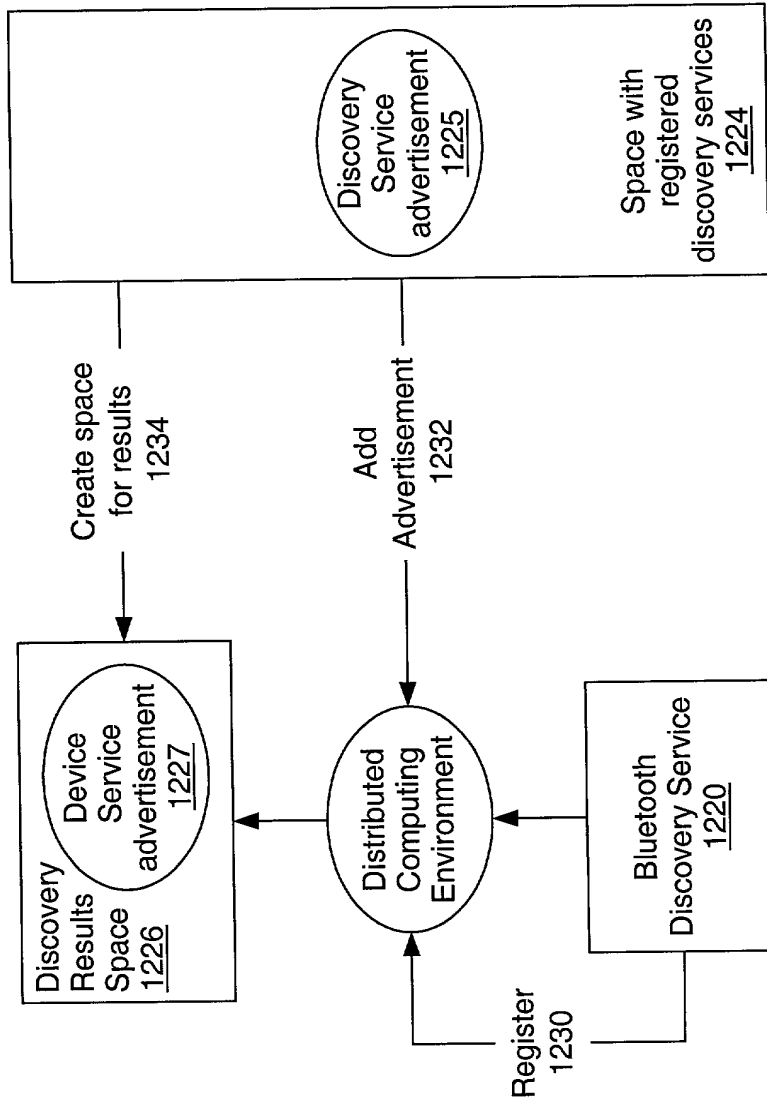 Discovery
Results
Space
1226
Device
Service
advertisement
1227
Create space
for results
1234
Discovery
Service
advertisement
1225
Distributed
Computing
Environment
Add
Advertisement
1232
Space with
registered
discovery services
1224
Register
1230
Bluetooth
Discovery Service
1220